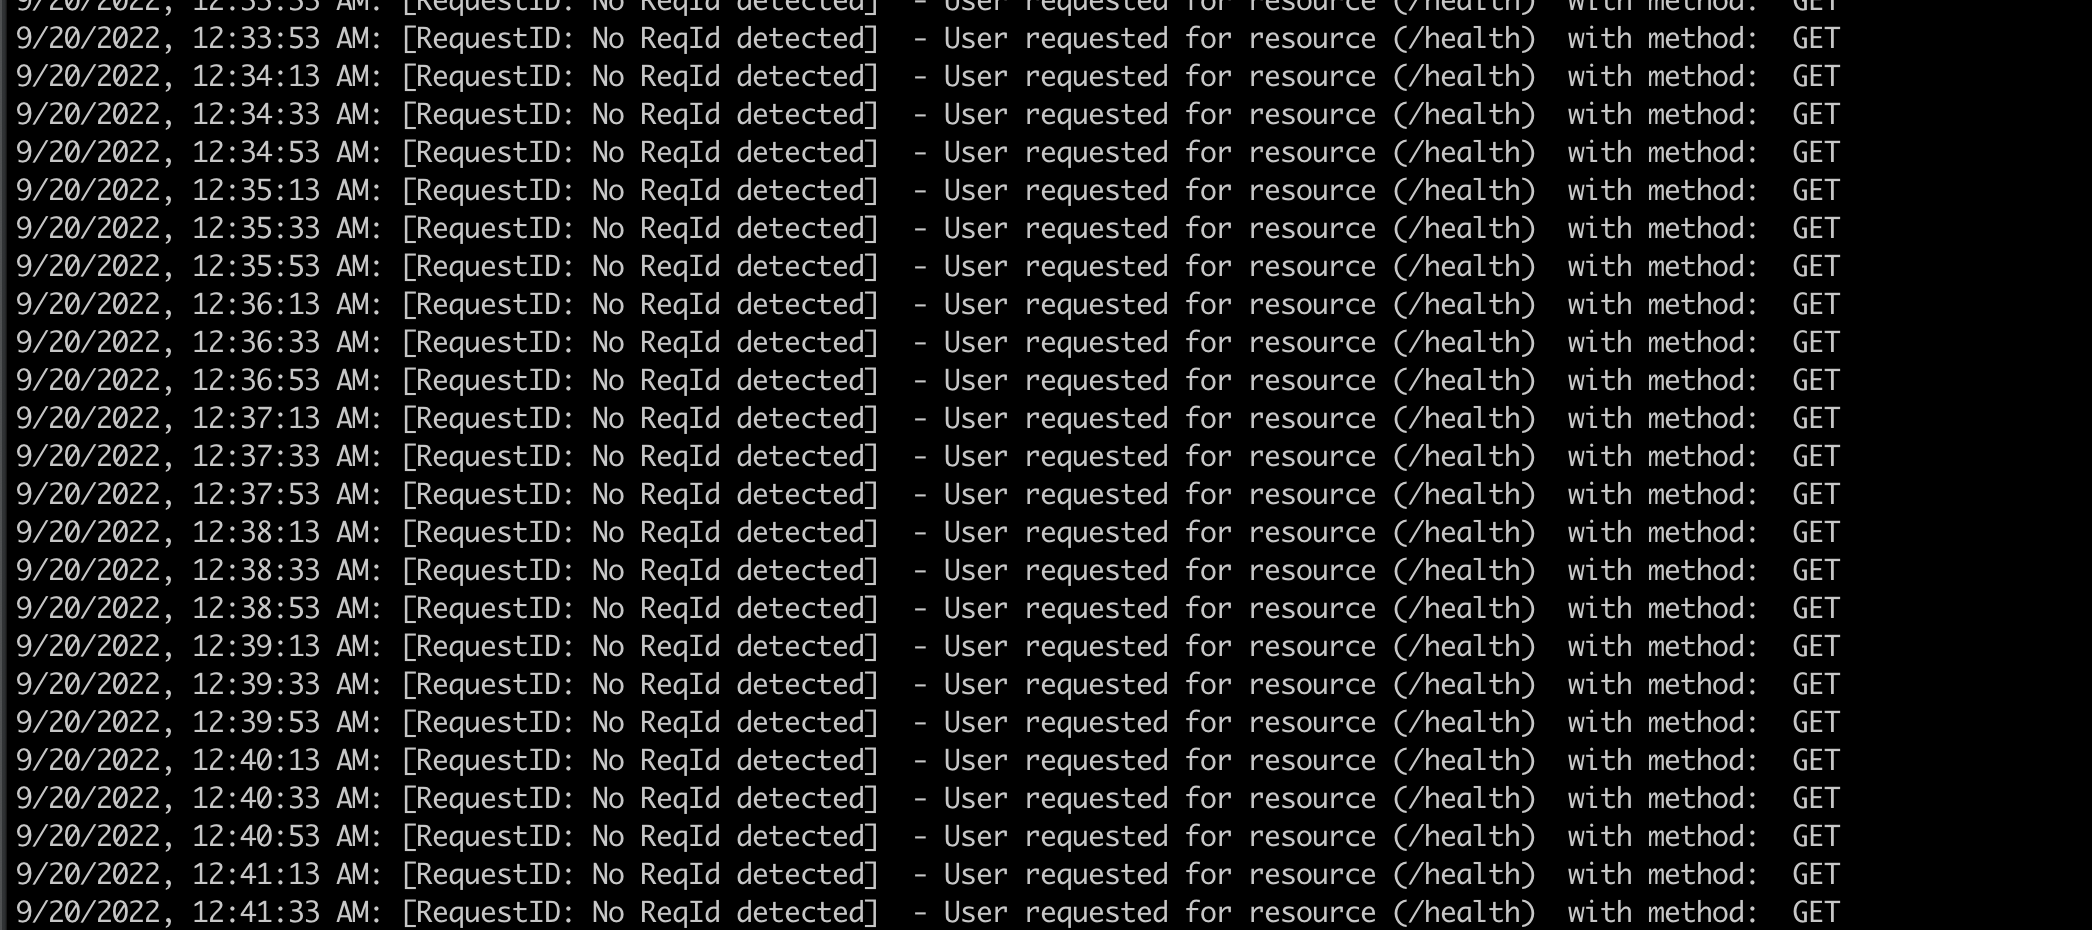 9/20/2022, 12:33:33 AM: [RequestID: No ReqId detected]  - User requested for resource (/health)  with method:  GET
9/20/2022, 12:33:53 AM: [RequestID: No ReqId detected]  - User requested for resource (/health)  with method:  GET
9/20/2022, 12:34:13 AM: [RequestID: No ReqId detected]  - User requested for resource (/health)  with method:  GET
9/20/2022, 12:34:33 AM: [RequestID: No ReqId detected]  - User requested for resource (/health)  with method:  GET
9/20/2022, 12:34:53 AM: [RequestID: No ReqId detected]  - User requested for resource (/health)  with method:  GET
9/20/2022, 12:35:13 AM: [RequestID: No ReqId detected]  - User requested for resource (/health)  with method:  GET
9/20/2022, 12:35:33 AM: [RequestID: No ReqId detected]  - User requested for resource (/health)  with method:  GET
9/20/2022, 12:35:53 AM: [RequestID: No ReqId detected]  - User requested for resource (/health)  with method:  GET
9/20/2022, 12:36:13 AM: [RequestID: No ReqId detected]  - User requested for resource (/health)  with method:  GET
9/20/2022, 12:36:33 AM: [RequestID: No ReqId detected]  - User requested for resource (/health)  with method:  GET
9/20/2022, 12:36:53 AM: [RequestID: No ReqId detected]  - User requested for resource (/health)  with method:  GET
9/20/2022, 12:37:13 AM: [RequestID: No ReqId detected]  - User requested for resource (/health)  with method:  GET
9/20/2022, 12:37:33 AM: [RequestID: No ReqId detected]  - User requested for resource (/health)  with method:  GET
9/20/2022, 12:37:53 AM: [RequestID: No ReqId detected]  - User requested for resource (/health)  with method:  GET
9/20/2022, 12:38:13 AM: [RequestID: No ReqId detected]  - User requested for resource (/health)  with method:  GET
9/20/2022, 12:38:33 AM: [RequestID: No ReqId detected]  - User requested for resource (/health)  with method:  GET
9/20/2022, 12:38:53 AM: [RequestID: No ReqId detected]  - User requested for resource (/health)  with method:  GET
9/20/2022, 12:39:13 AM: [RequestID: No ReqId detected]  - User requested for resource (/health)  with method:  GET
9/20/2022, 12:39:33 AM: [RequestID: No ReqId detected]  - User requested for resource (/health)  with method:  GET
9/20/2022, 12:39:53 AM: [RequestID: No ReqId detected]  - User requested for resource (/health)  with method:  GET
9/20/2022, 12:40:13 AM: [RequestID: No ReqId detected]  - User requested for resource (/health)  with method:  GET
9/20/2022, 12:40:33 AM: [RequestID: No ReqId detected]  - User requested for resource (/health)  with method:  GET
9/20/2022, 12:40:53 AM: [RequestID: No ReqId detected]  - User requested for resource (/health)  with method:  GET
9/20/2022, 12:41:13 AM: [RequestID: No ReqId detected]  - User requested for resource (/health)  with method:  GET
9/20/2022, 12:41:33 AM: [RequestID: No ReqId detected]  - User requested for resource (/health)  with method:  GET